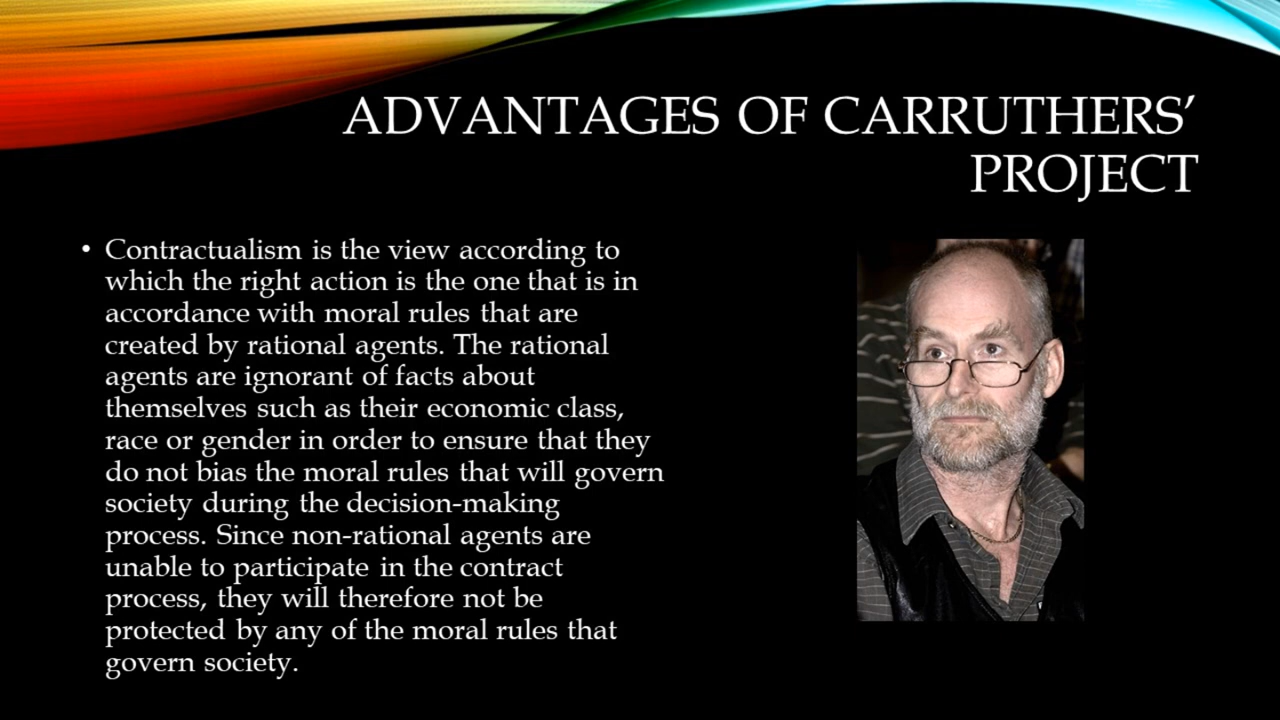 ADVANTAGES OF CARRUTHERS’
PROJECT
• Contractualism is the view according to
which the right action is the one that is in
accordance with moral rules that are
created by rational agents. The rational
agents are ignorant of facts about
themselves such as their economic class,
race or gender in order to ensure that they
do not bias the moral rules that will govern
society during the decision-making
process. Since non-rational agents are
unable to participate in the contract
process, they will therefore not be
protected by any of the moral rules that
govern society.